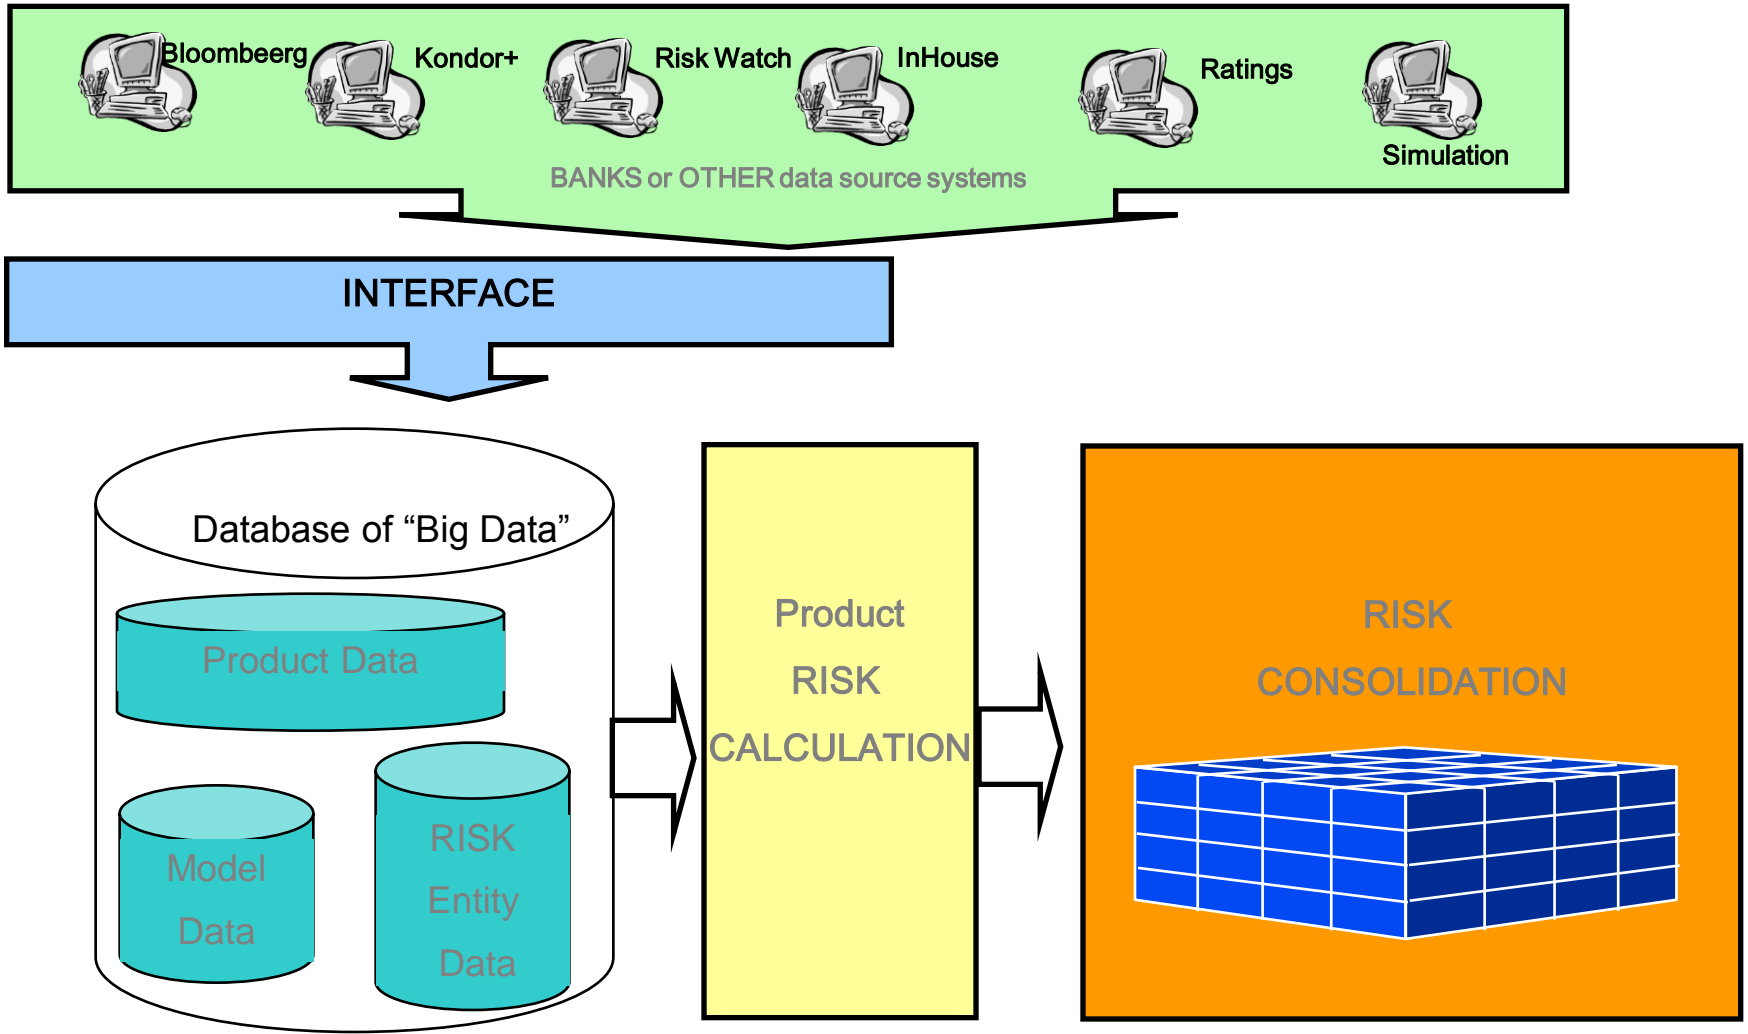 Bloombeerg
Kondor+
Risk Watch
InHouse
Ratings
Simulation
BANKS or OTHER data source systems
INTERFACE
Database of “Big Data”
Product Data
Model
Data
RISK
Entity
Data
Product
RISK
CALCULATION
RISK
CONSOLIDATION